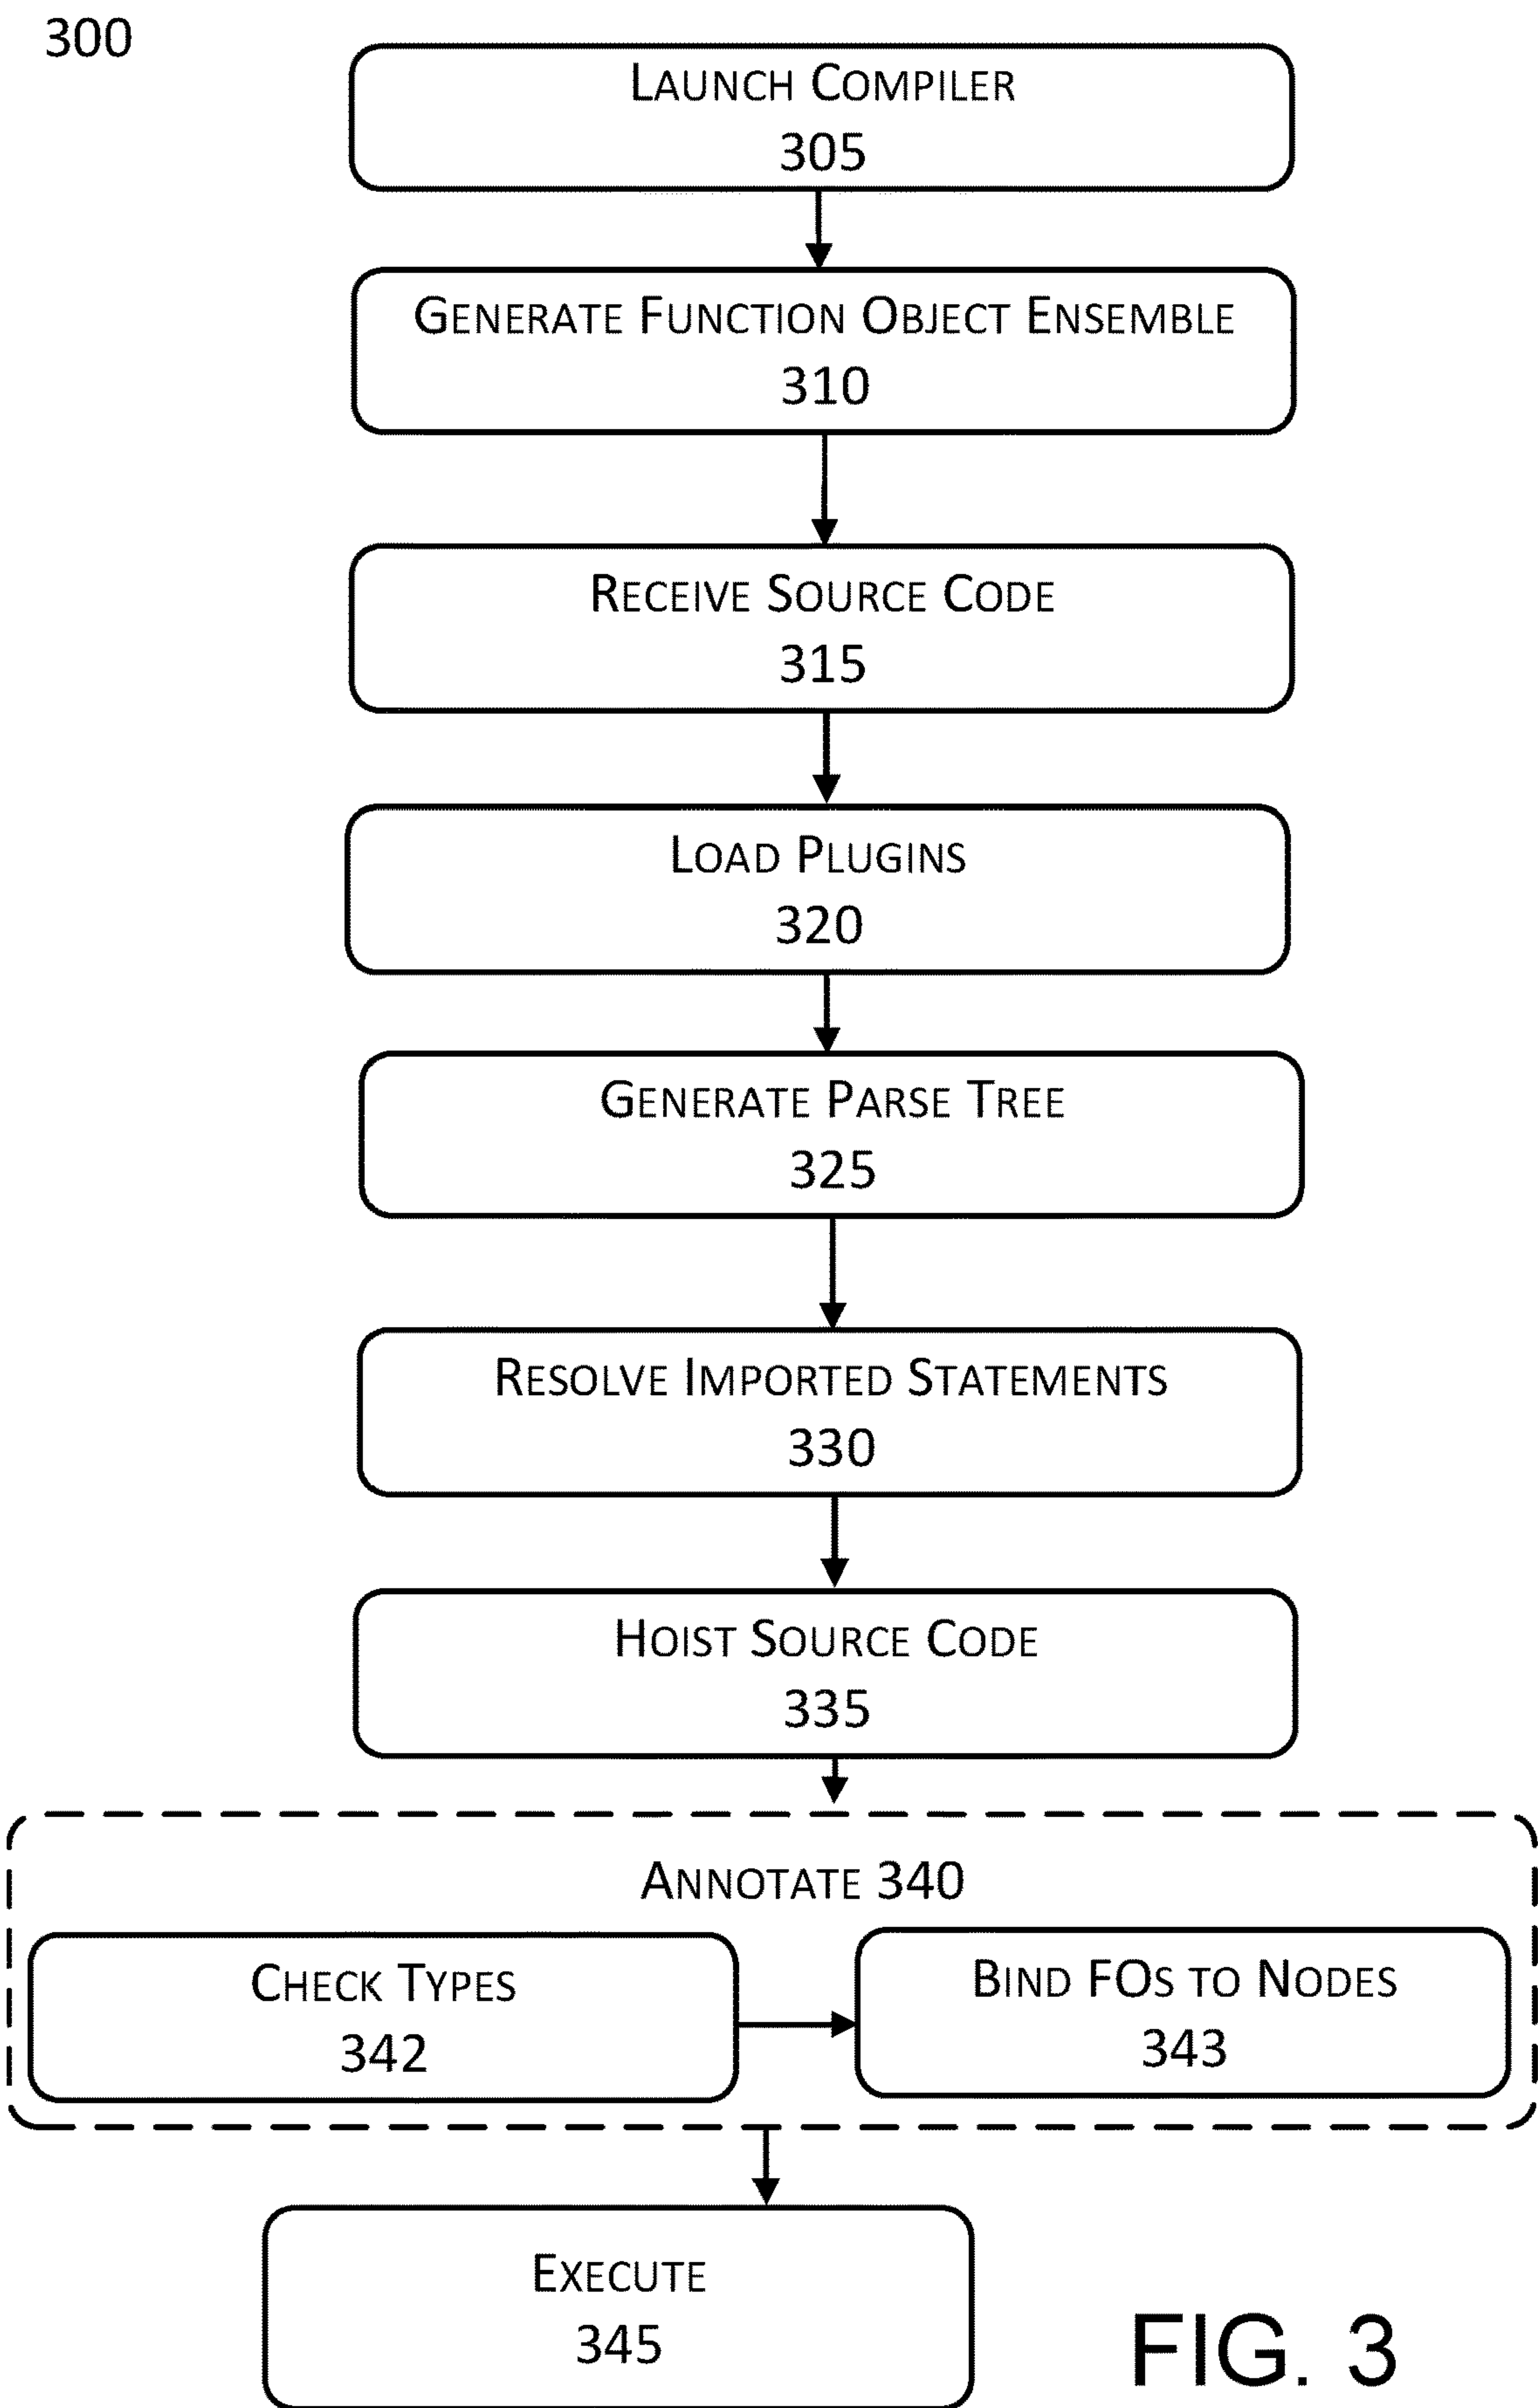 300
LAUNCH COMPILER
305
GENERATE FUNCTION OBJECT ENSEMBLE
310
RECEIVE SOURCE CODE
315
LOAD PLUGINS
320
GENERATE PARSE TREE
325
RESOLVE IMPORTED STATEMENTS
330
HOIST SOURCE CODE
335
ANNOTATE 340
CHECK TYPES
342
BIND FOS TO NODES
343
EXECUTE
345
FIG. 3